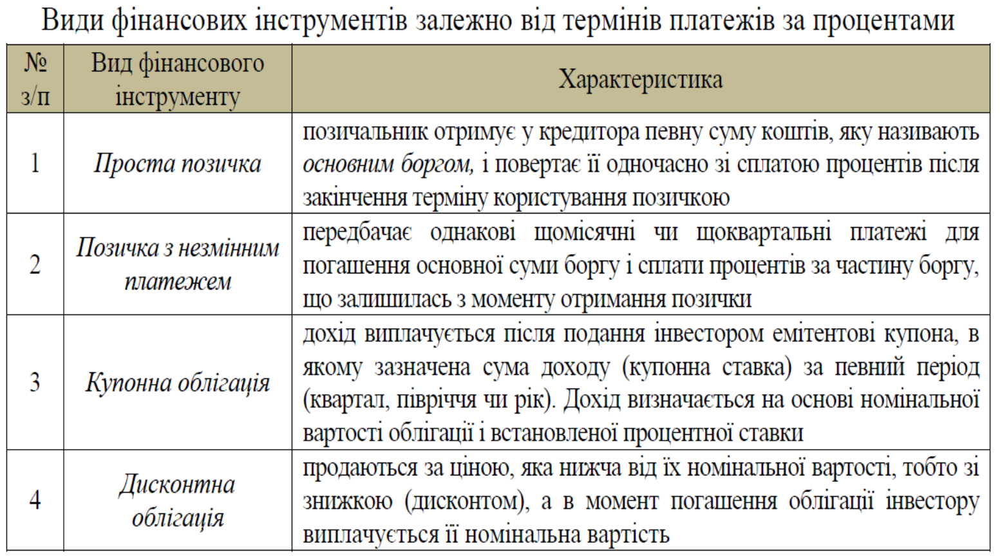 Види фінансових інструментів залежно від термінів платежів за процентами
№
з/п
Вид фінансового
інструменту
Характеристика
1
Проста позичка
позичальник отримує у кредитора певну суму коштів, яку називають
основним боргом, і повертає її одночасно зі сплатою процентів після
закінчення терміну користування позичкою
2
Позичка з незмінним
платежем
передбачає однакові щомісячні чи щоквартальні платежі для
погашення основної суми боргу і сплати процентів за частину боргу,
що залишилась з моменту отримання позички
3
Купонна облігація
дохід виплачується після подання інвестором емітентові купона, в
якому зазначена сума доходу (купонна ставка) за певний період
(квартал, півріччя чи рік). Дохід визначається на основі номінальної
вартості облігації і встановленої процентної ставки
4
Дисконтна
облігація
продаються за ціною, яка нижча від їх номінальної вартості, тобто зі
знижкою (дисконтом), а в момент погашення облігації інвестору
виплачується її номінальна вартість